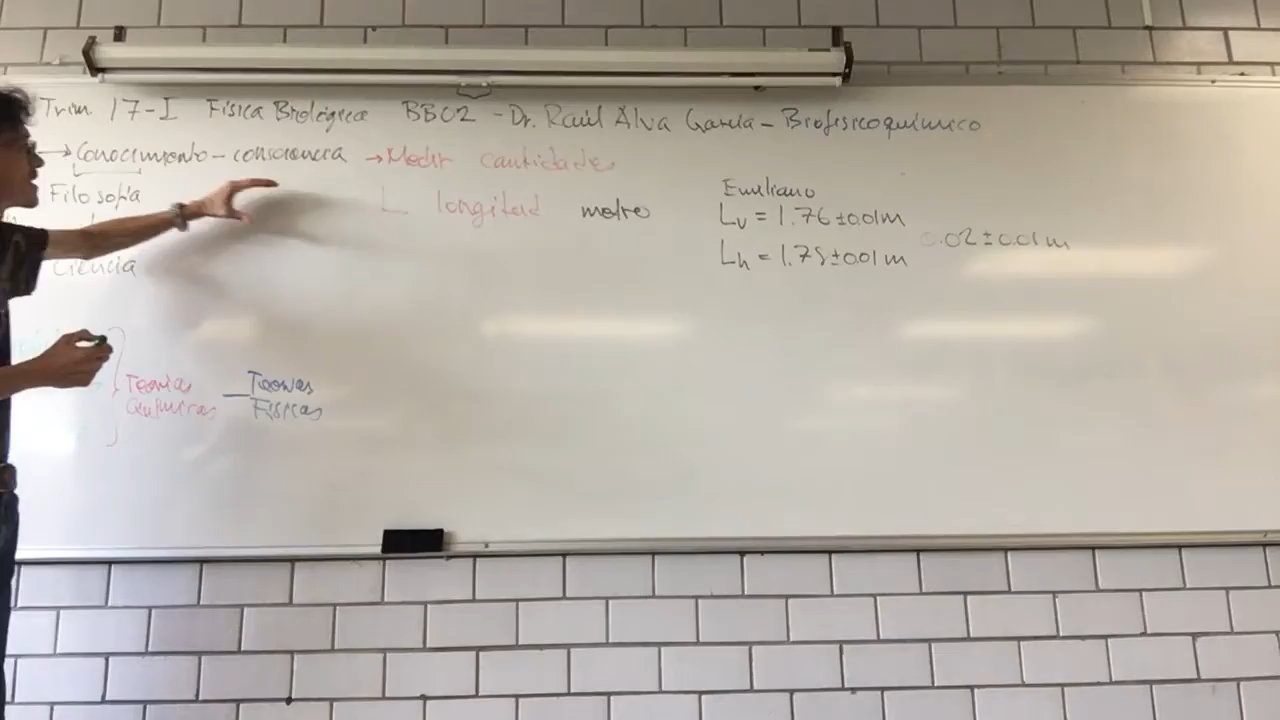 Trim 17-I Física Biológica BB02 - Dr. Raúl Alva García - Biofisicoquímico
→ Conocimiento - consciencia → Medir cantidades
Filosofía
L longitud metro
Ciencia
Emiliano
Lv = 1.76 ± 0.01 m
Lh = 1.75 ± 0.01 m
0.02 ± 0.01 m
Teorías
Químicas
— Teorías
Físicas